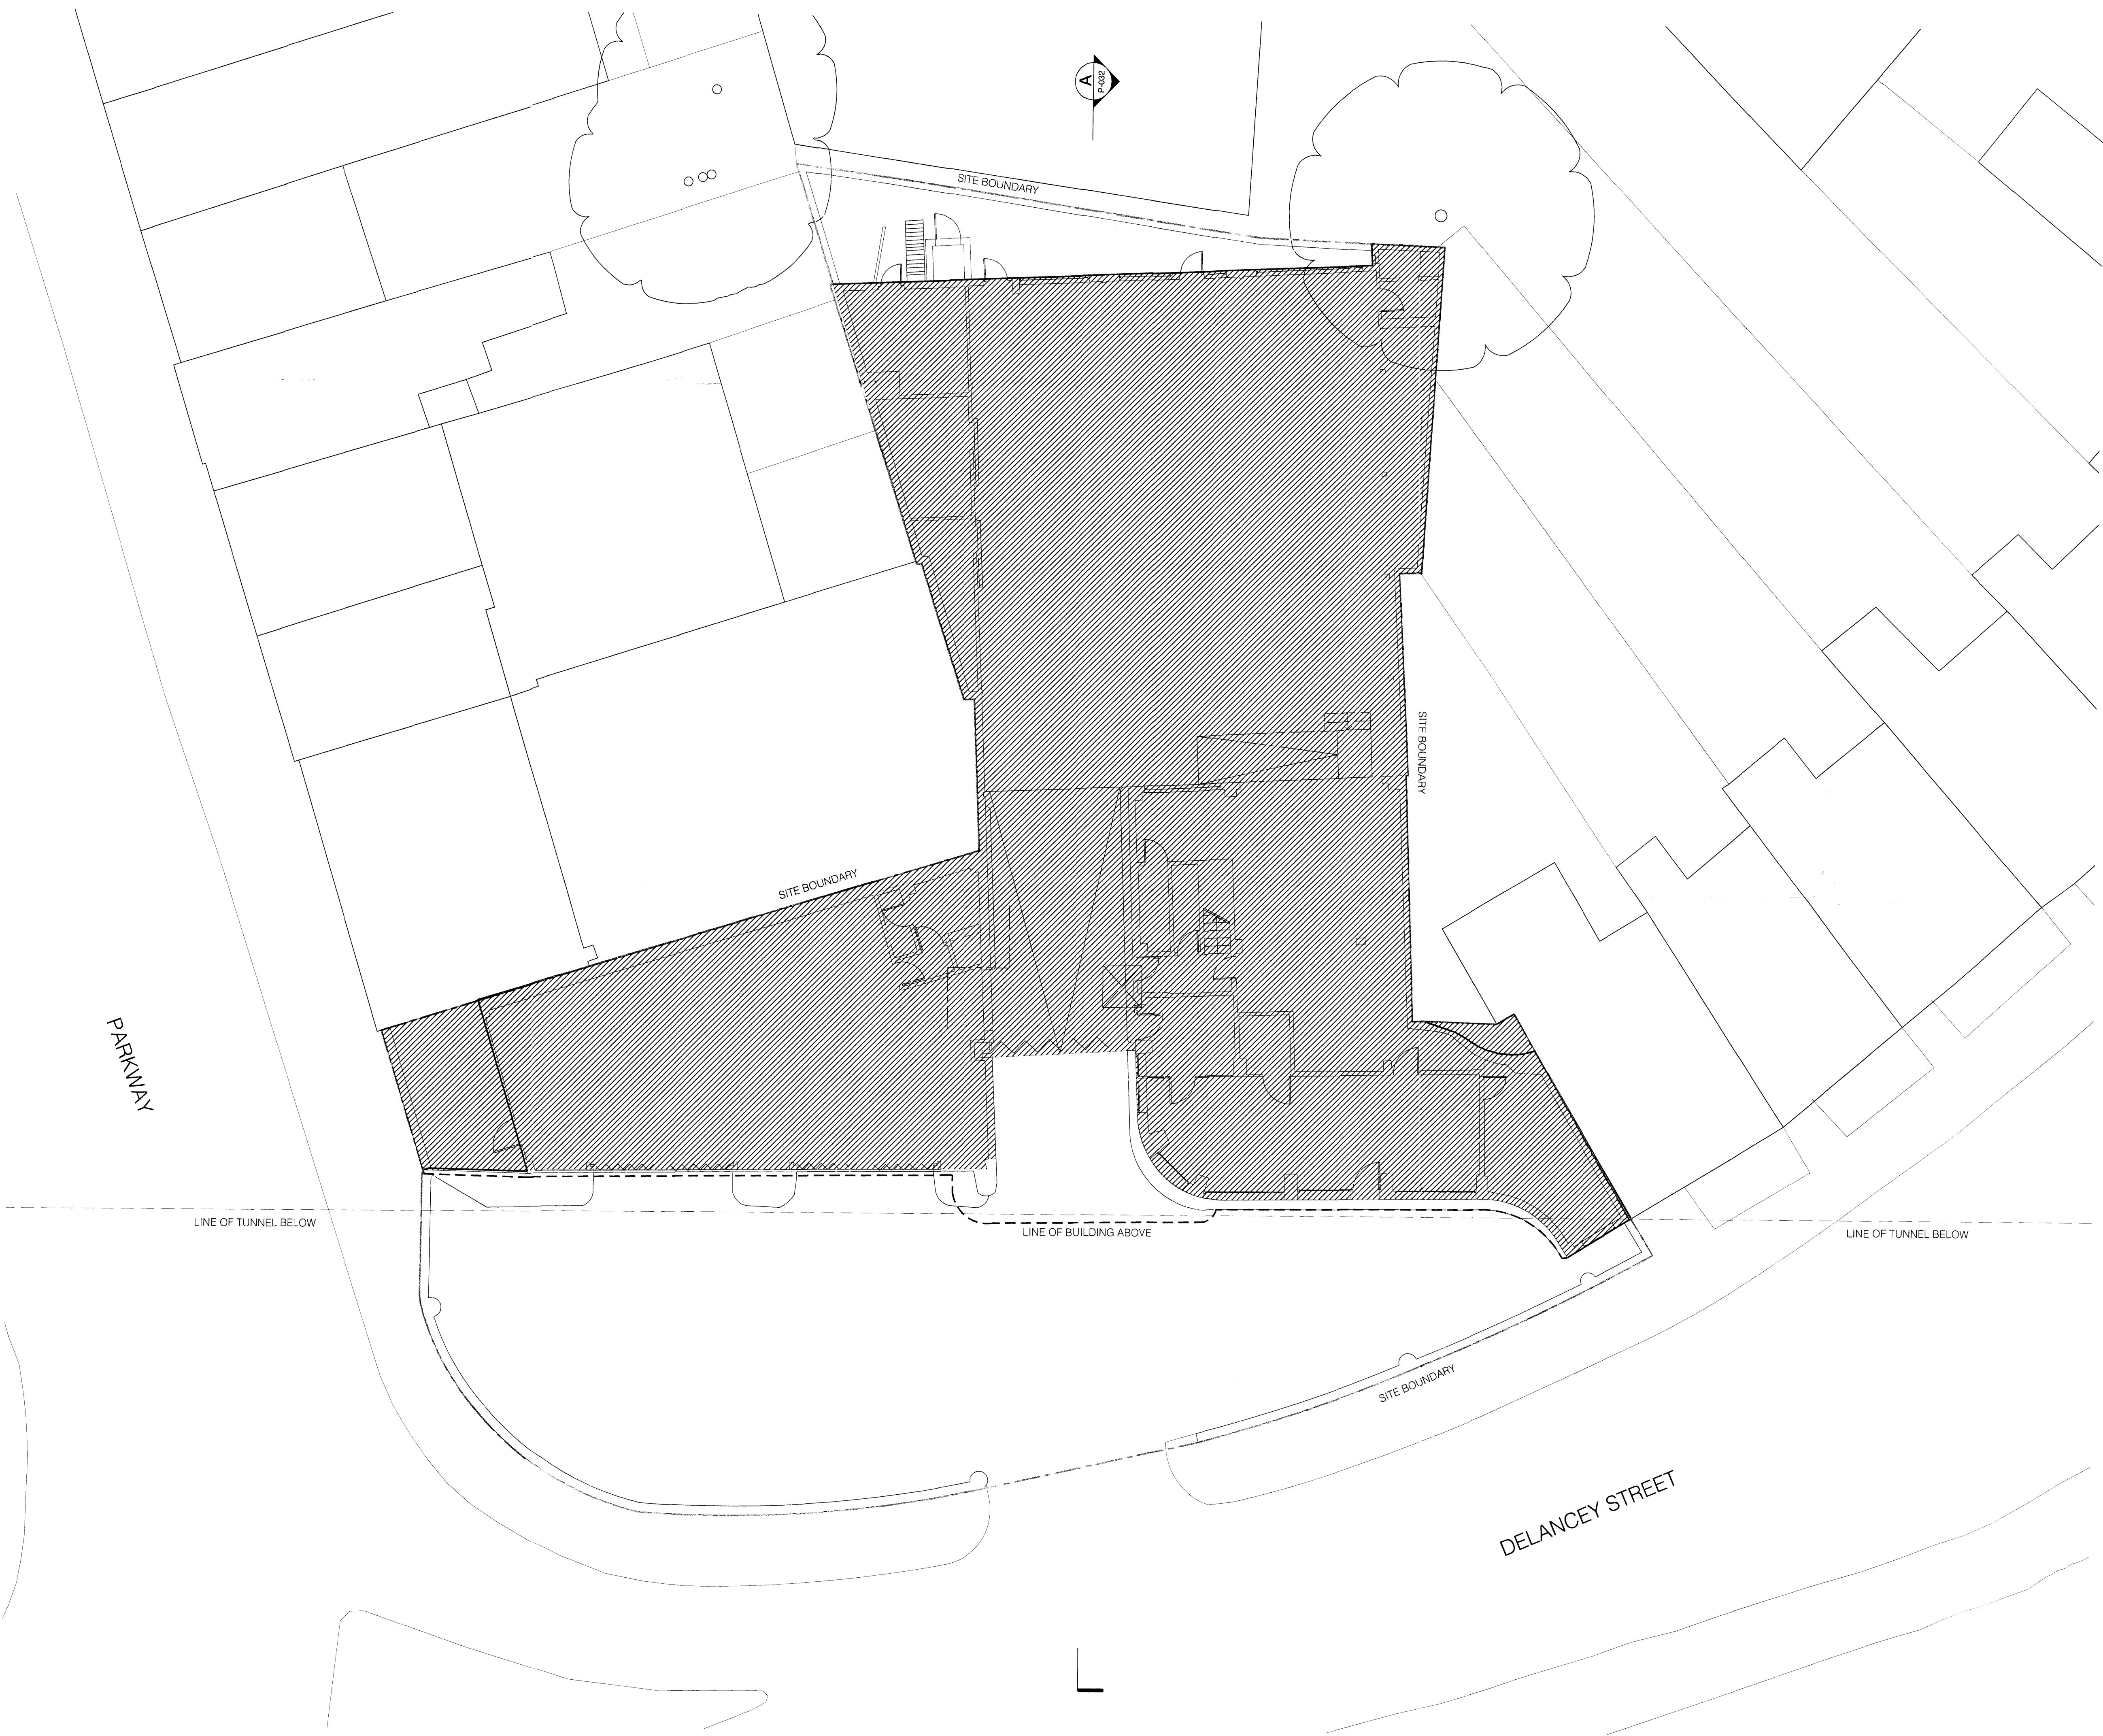 A
P-032
SITE BOUNDARY
SITE BOUNDARY
SITE BOUNDARY
PARKWAY
LINE OF TUNNEL BELOW
LINE OF BUILDING ABOVE
LINE OF TUNNEL BELOW
SITE BOUNDARY
DELANCEY STREET